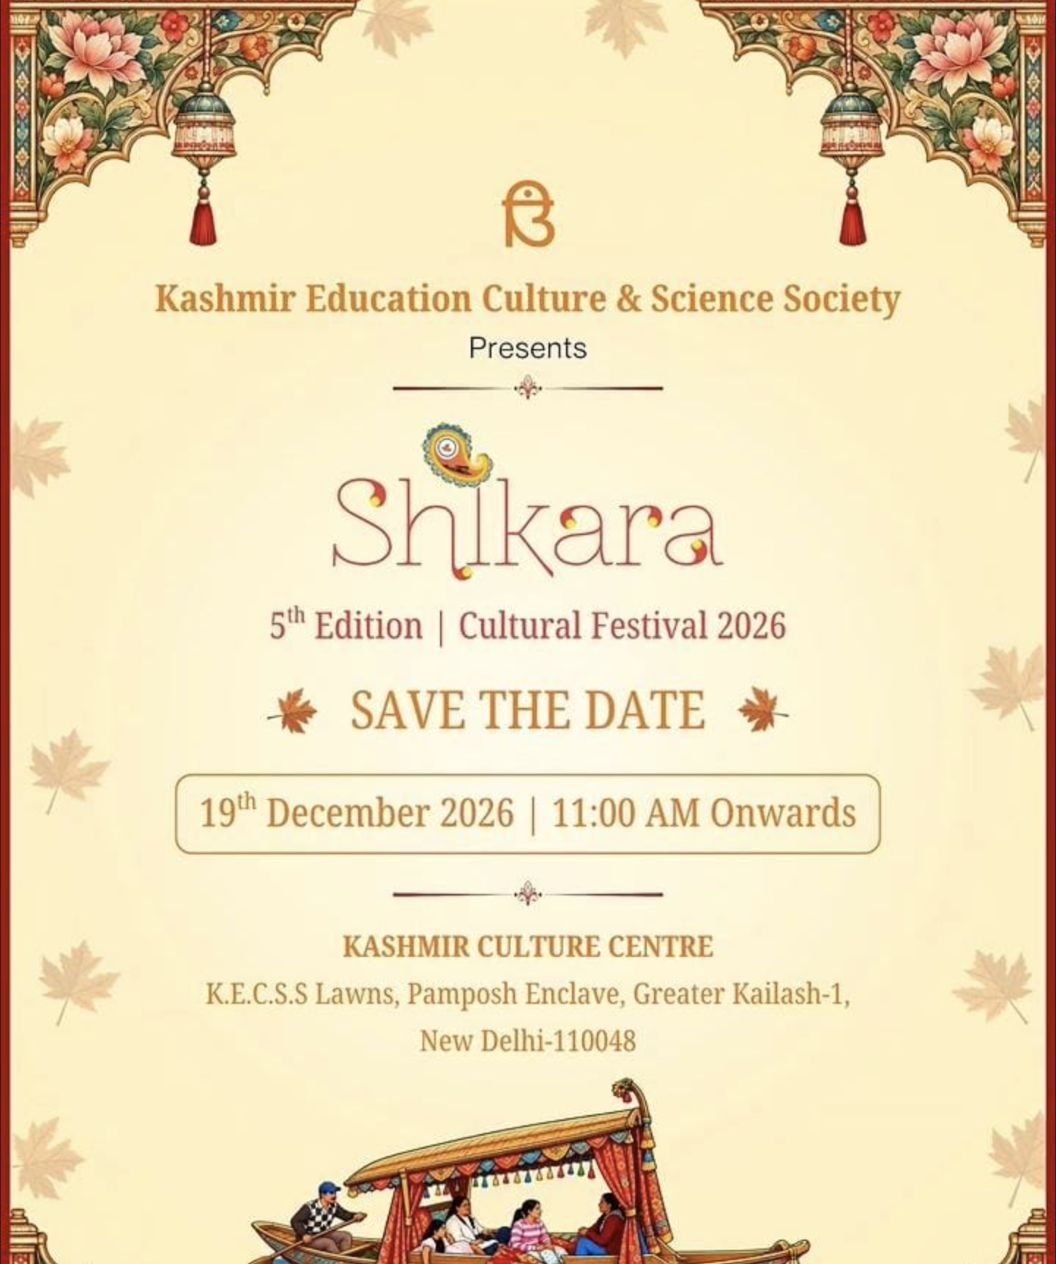 Kashmir Education Culture & Science Society
Presents
Shikara
5th Edition | Cultural Festival 2026
SAVE THE DATE
19th December 2026 | 11:00 AM Onwards
KASHMIR CULTURE CENTRE
K.E.C.S.S Lawns, Pamposh Enclave, Greater Kailash-1,
New Delhi-110048